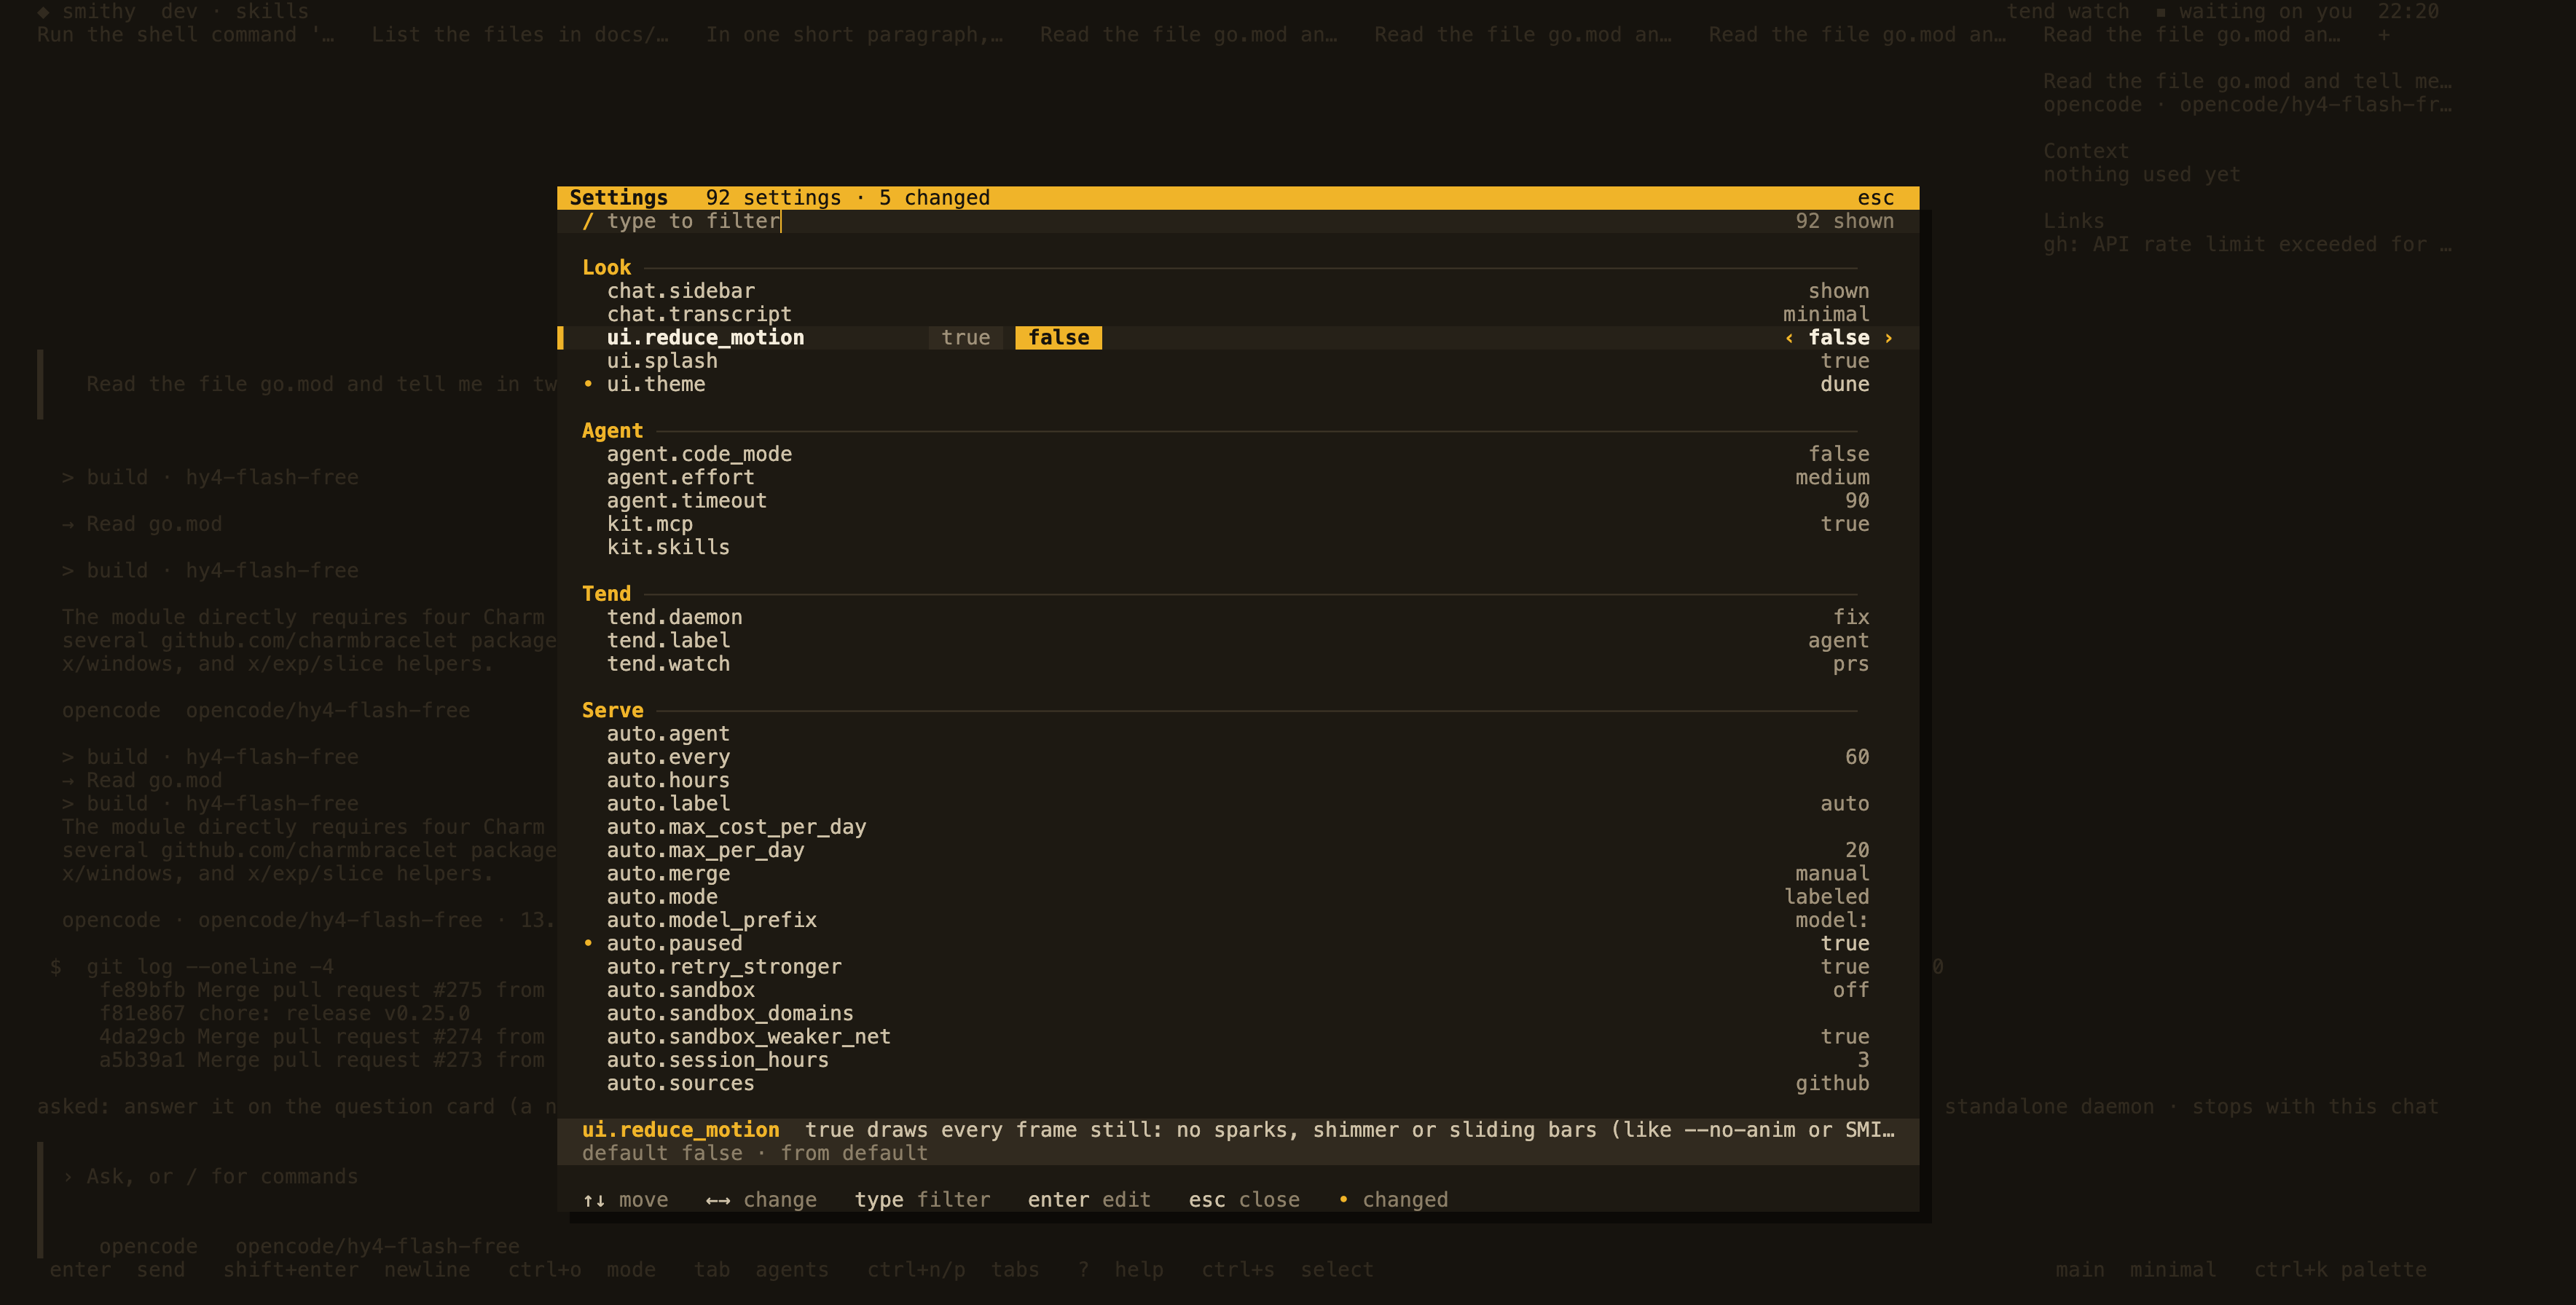 ◆ smithy  dev · skills   tend watch  ▪ waiting on you  22:20
Run the shell command '…   List the files in docs/…   In one short paragraph,…   Read the file go.mod an…   Read the file go.mod an…   Read the file go.mod an…   Read the file go.mod an…   +
Read the file go.mod and tell me…
opencode · opencode/hy4-flash-fr…
Context
nothing used yet
Links
gh: API rate limit exceeded for …
Settings   92 settings · 5 changed   esc
/ type to filter   92 shown
Look
chat.sidebar   shown
chat.transcript   minimal
ui.reduce_motion   true   false   ‹ false ›
ui.splash   true
• ui.theme   dune
Agent
agent.code_mode   false
agent.effort   medium
agent.timeout   90
kit.mcp   true
kit.skills
Tend
tend.daemon   fix
tend.label   agent
tend.watch   prs
Serve
auto.agent
auto.every   60
auto.hours
auto.label   auto
auto.max_cost_per_day
auto.max_per_day   20
auto.merge   manual
auto.mode   labeled
auto.model_prefix   model:
• auto.paused   true
auto.retry_stronger   true
auto.sandbox   off
auto.sandbox_domains
auto.sandbox_weaker_net   true
auto.session_hours   3
auto.sources   github
ui.reduce_motion  true draws every frame still: no sparks, shimmer or sliding bars (like --no-anim or SMI…
default false · from default
↑↓ move   ←→ change   type filter   enter edit   esc close   • changed
Read the file go.mod and tell me in tw
> build · hy4-flash-free
→ Read go.mod
> build · hy4-flash-free
The module directly requires four Charm
several github.com/charmbracelet package
x/windows, and x/exp/slice helpers.
opencode  opencode/hy4-flash-free
> build · hy4-flash-free
→ Read go.mod
> build · hy4-flash-free
The module directly requires four Charm
several github.com/charmbracelet package
x/windows, and x/exp/slice helpers.
opencode · opencode/hy4-flash-free · 13.
$  git log --oneline -4   0
fe89bfb Merge pull request #275 from
f81e867 chore: release v0.25.0
4da29cb Merge pull request #274 from
a5b39a1 Merge pull request #273 from
asked: answer it on the question card (a n   standalone daemon · stops with this chat
› Ask, or / for commands
opencode   opencode/hy4-flash-free
enter  send   shift+enter  newline   ctrl+o  mode   tab  agents   ctrl+n/p  tabs   ?  help   ctrl+s  select   main  minimal   ctrl+k palette